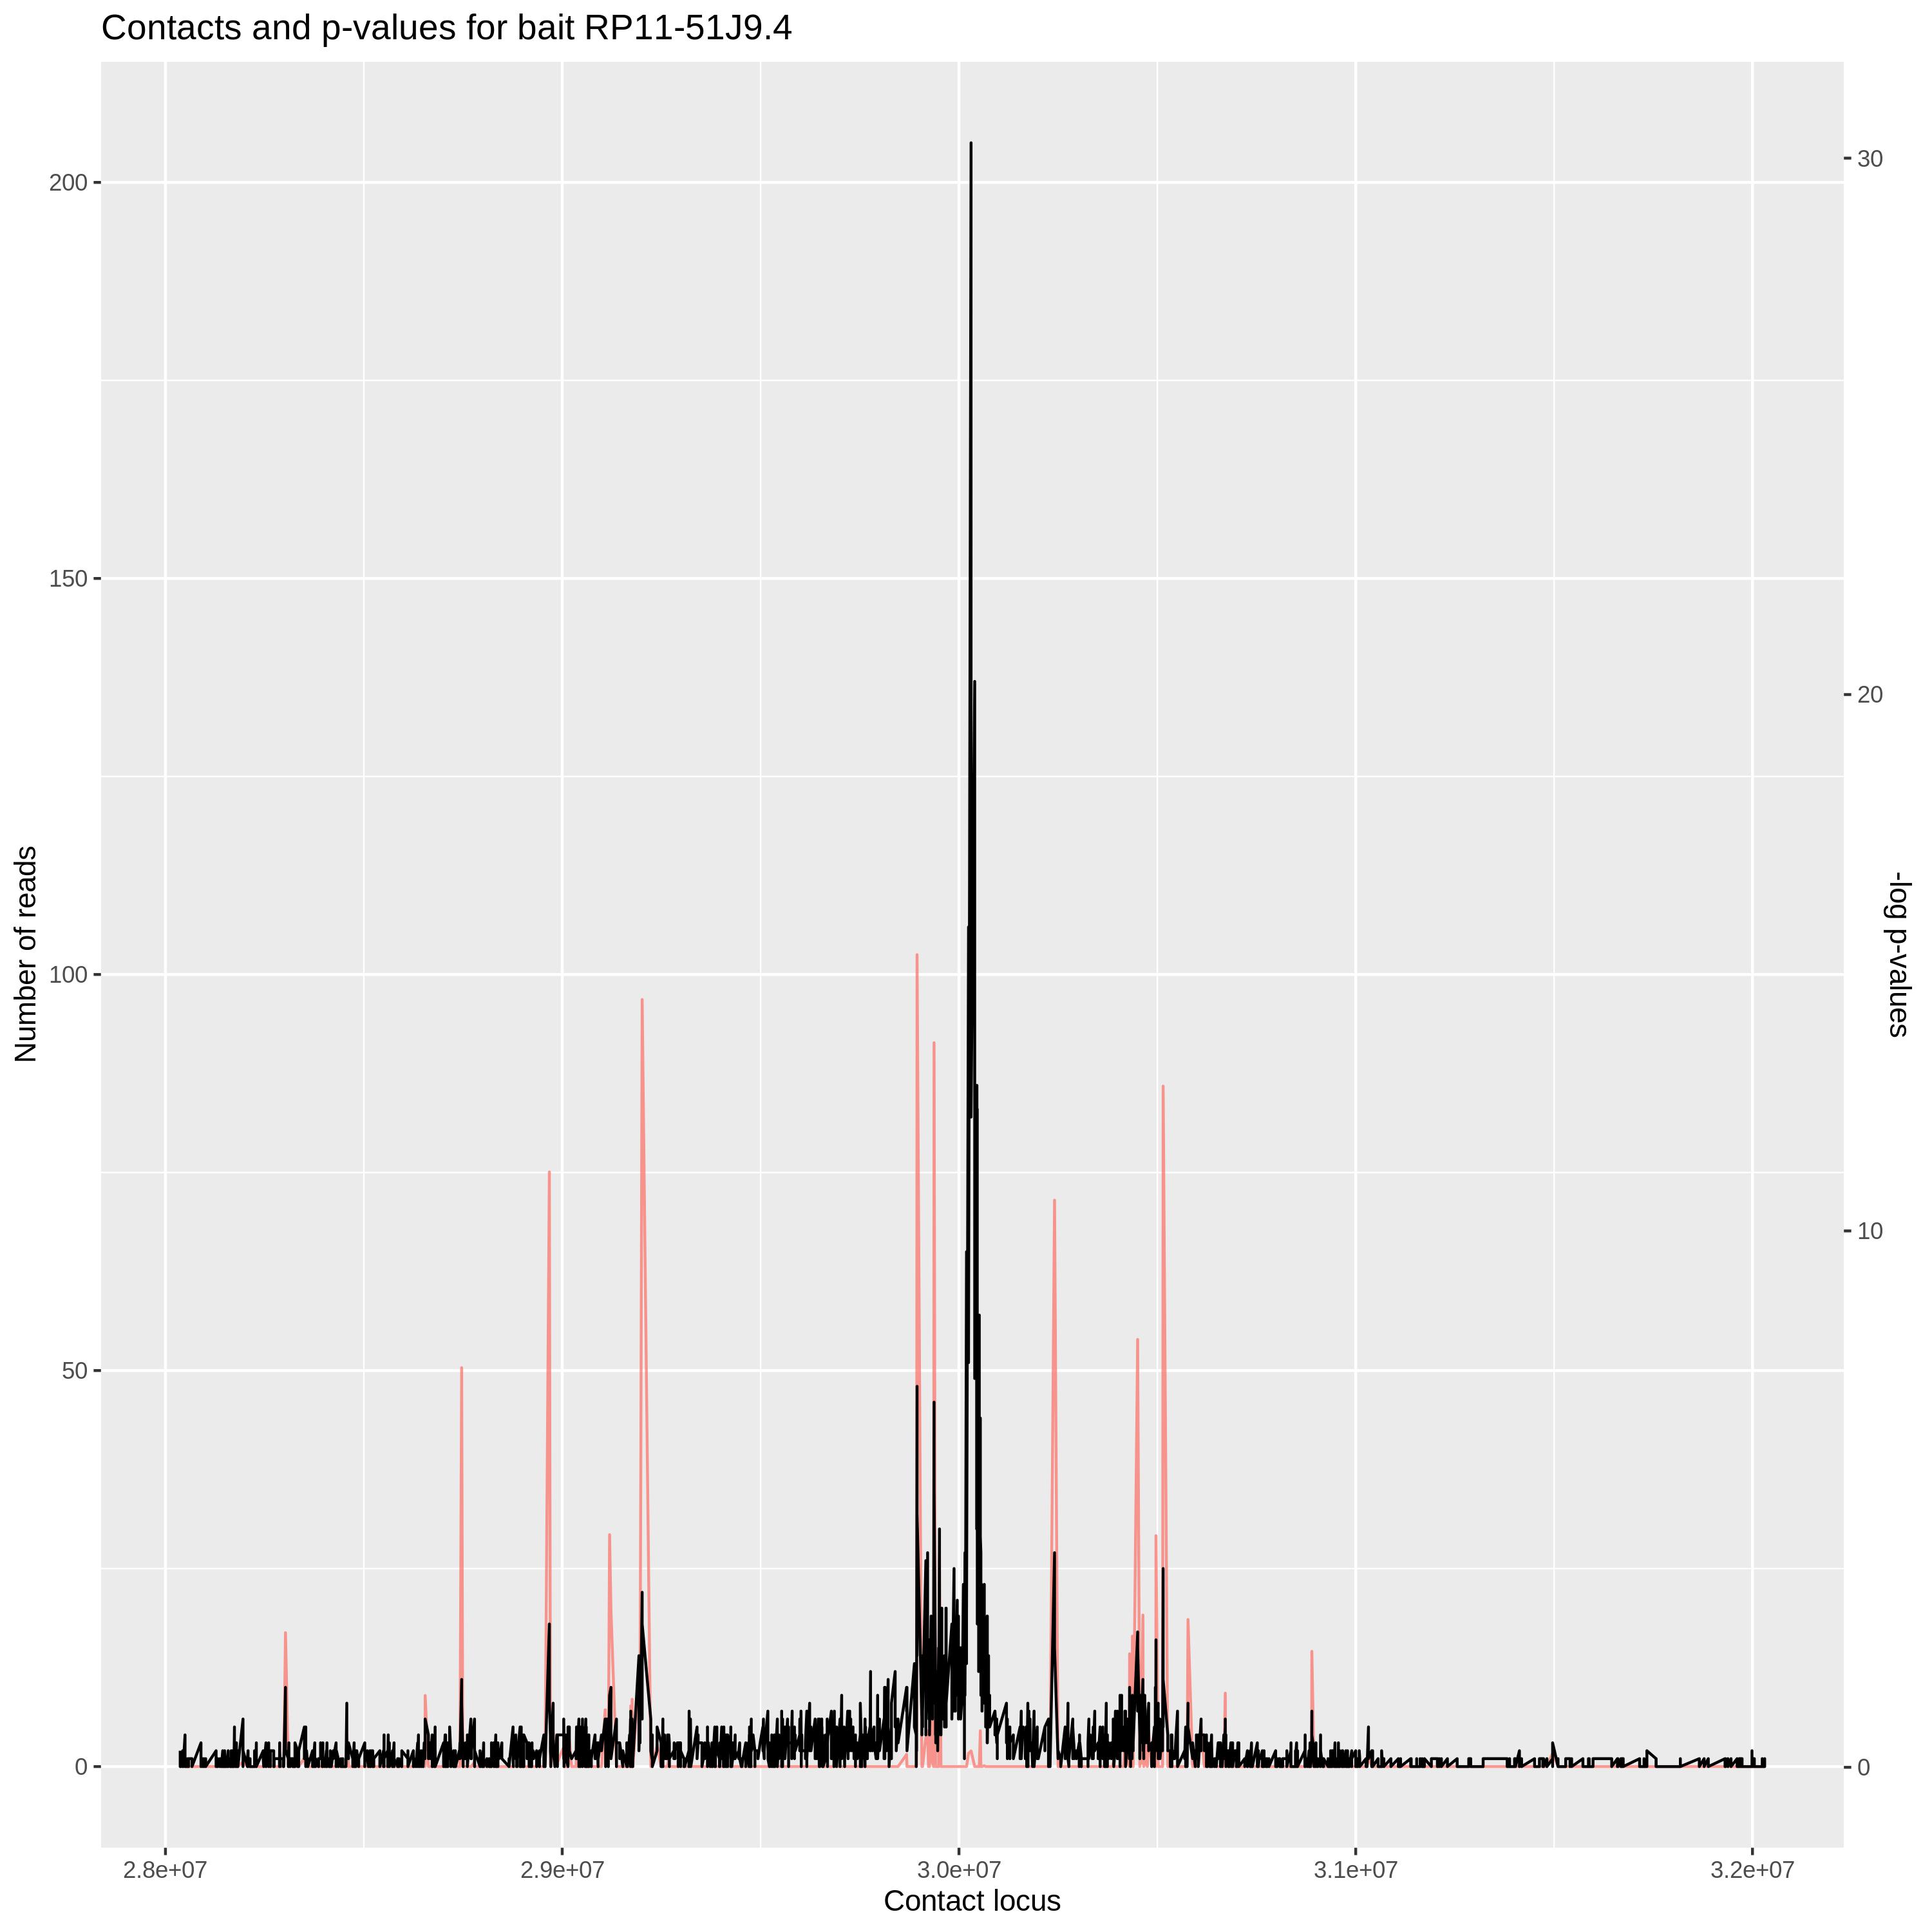 Contacts and p-values for bait RP11-51J9.4
200
150
100
50
0
Number of reads
30
20
10
0
-log p-values
2.8e+07
2.9e+07
3.0e+07
3.1e+07
3.2e+07
Contact locus